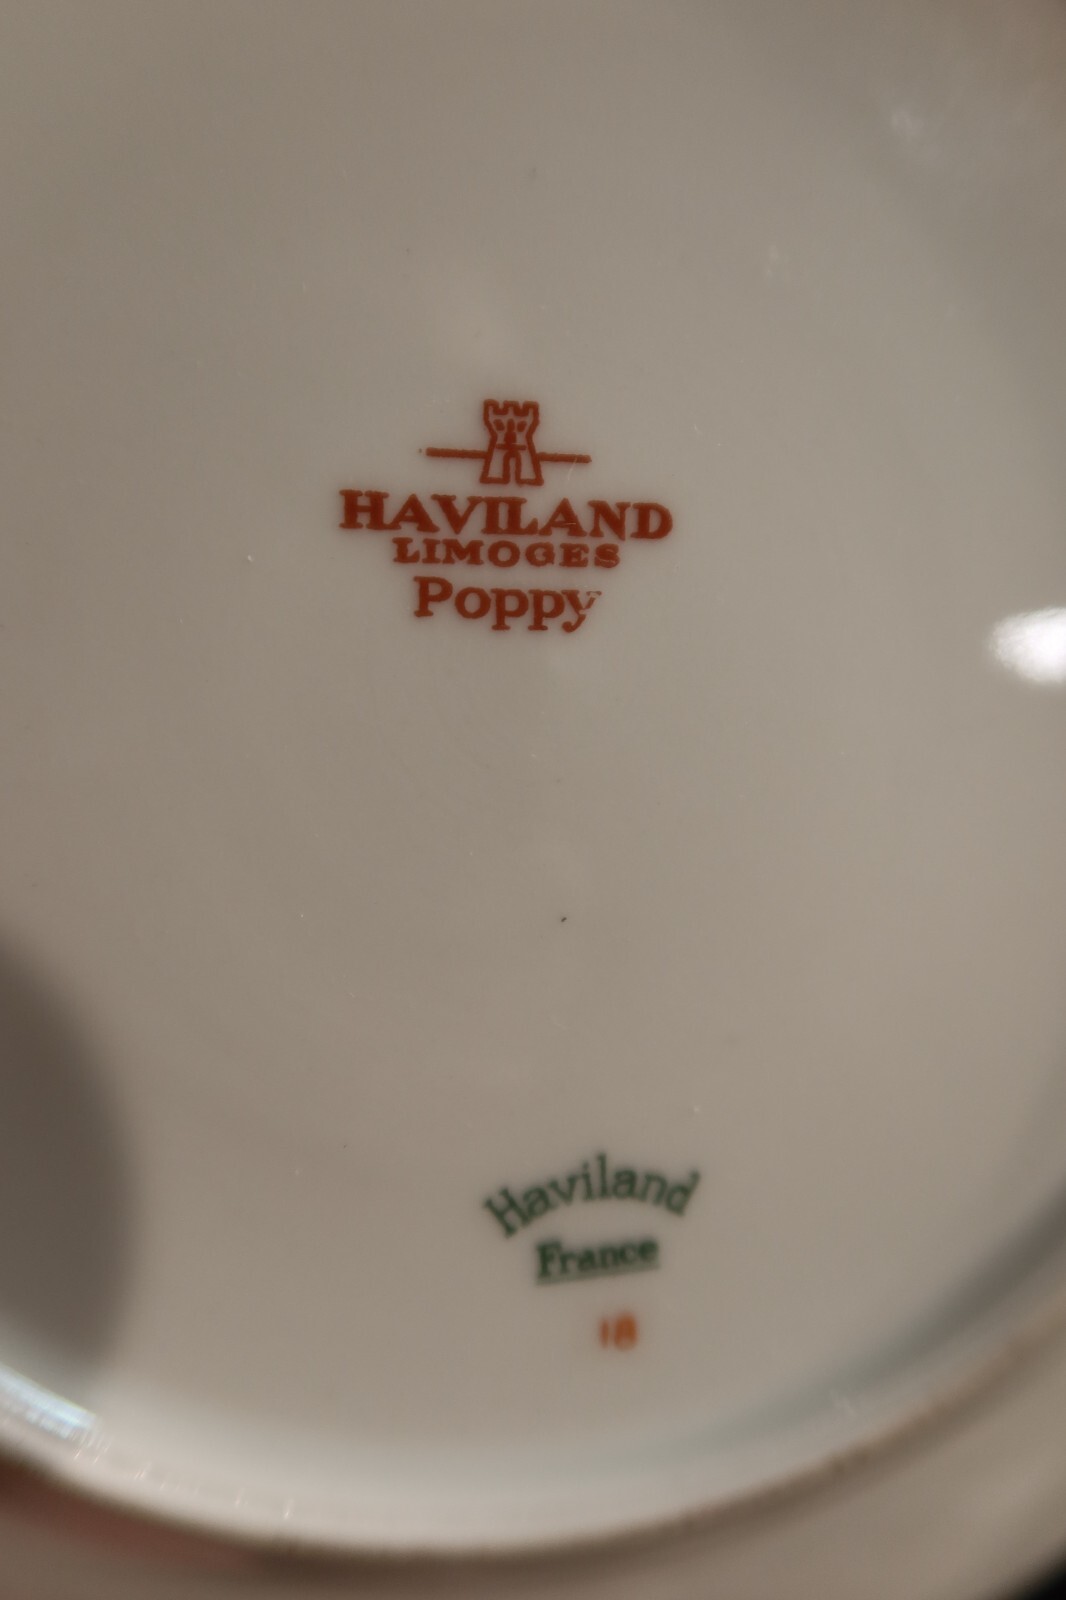 HAVILAND
LIMOGES
Poppy
Haviland
France
18